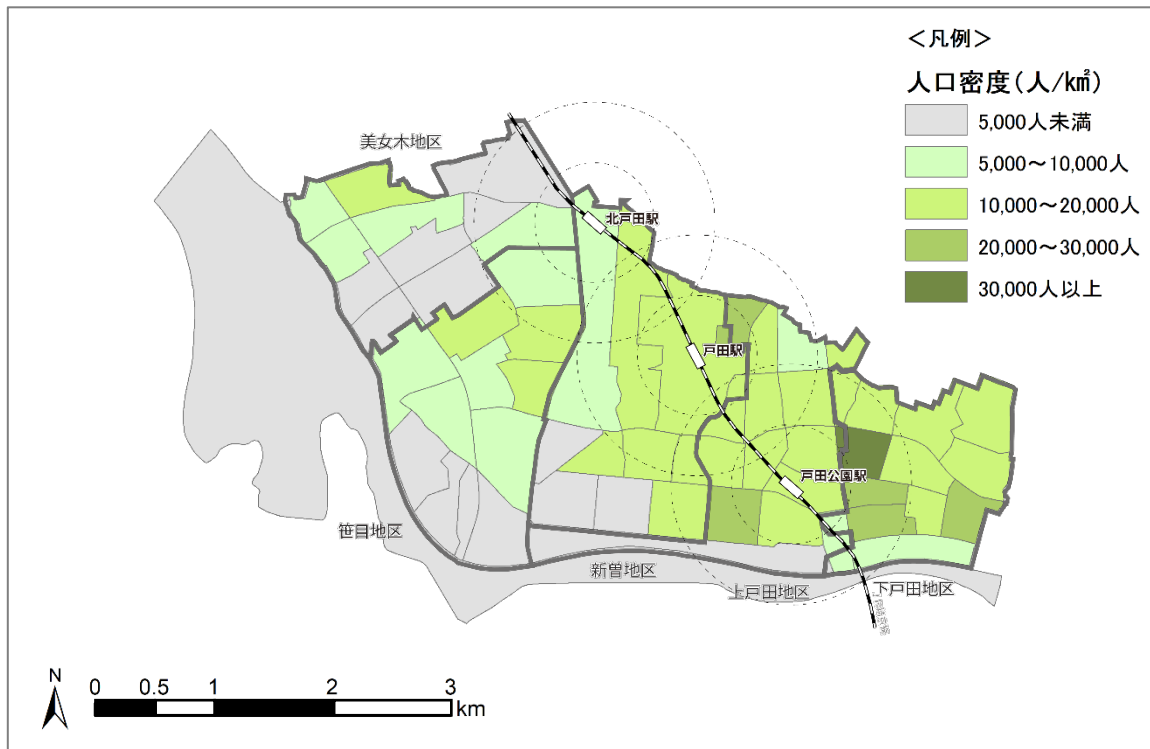 <凡例>
人口密度(人/㎢)
5,000人未満
5,000～10,000人
10,000～20,000人
20,000～30,000人
30,000人以上
美女木地区
北戸田駅
戸田駅
戸田公園駅
笹目地区
新曽地区
上戸田地区
下戸田地区
N
0 0.5 1 2 3
km